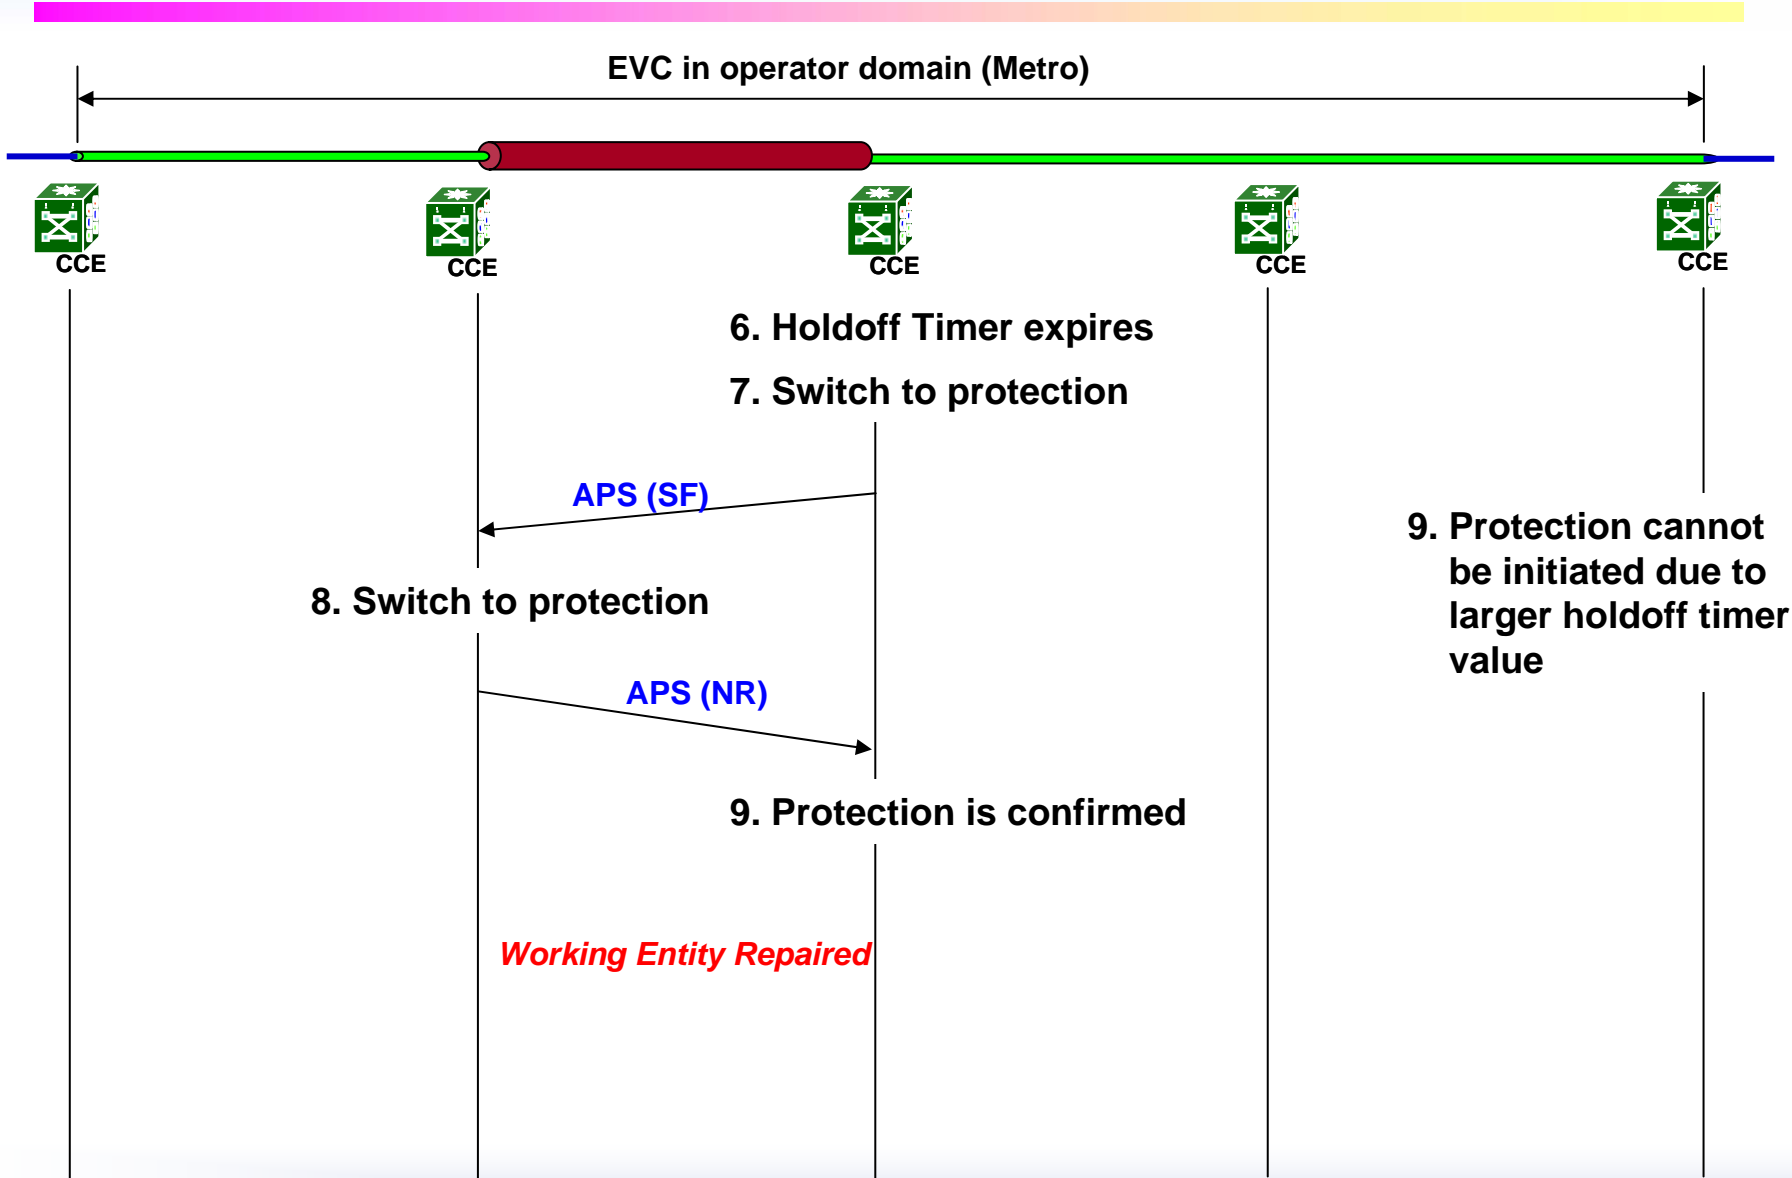 EVC in operator domain (Metro)
CCE
CCE
CCE
CCE
CCE
6. Holdoff Timer expires
7. Switch to protection
APS (SF)
9. Protection cannot
be initiated due to
larger holdoff timer
value
8. Switch to protection
APS (NR)
9. Protection is confirmed
Working Entity Repaired